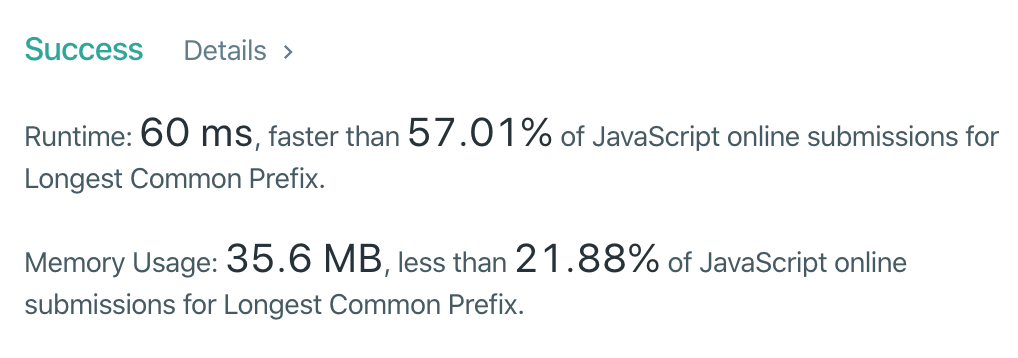 Success Details >
Runtime: 60 ms, faster than 57.01% of JavaScript online submissions for
Longest Common Prefix.
Memory Usage: 35.6 MB, less than 21.88% of JavaScript online
submissions for Longest Common Prefix.